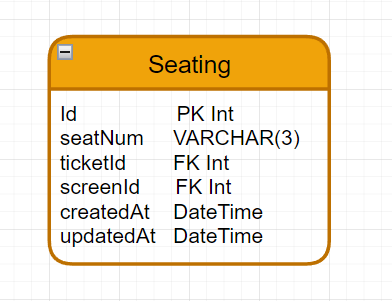 Seating
Id PK Int
seatNum VARCHAR(3)
ticketId FK Int
screenId FK Int
createdAt DateTime
updatedAt DateTime